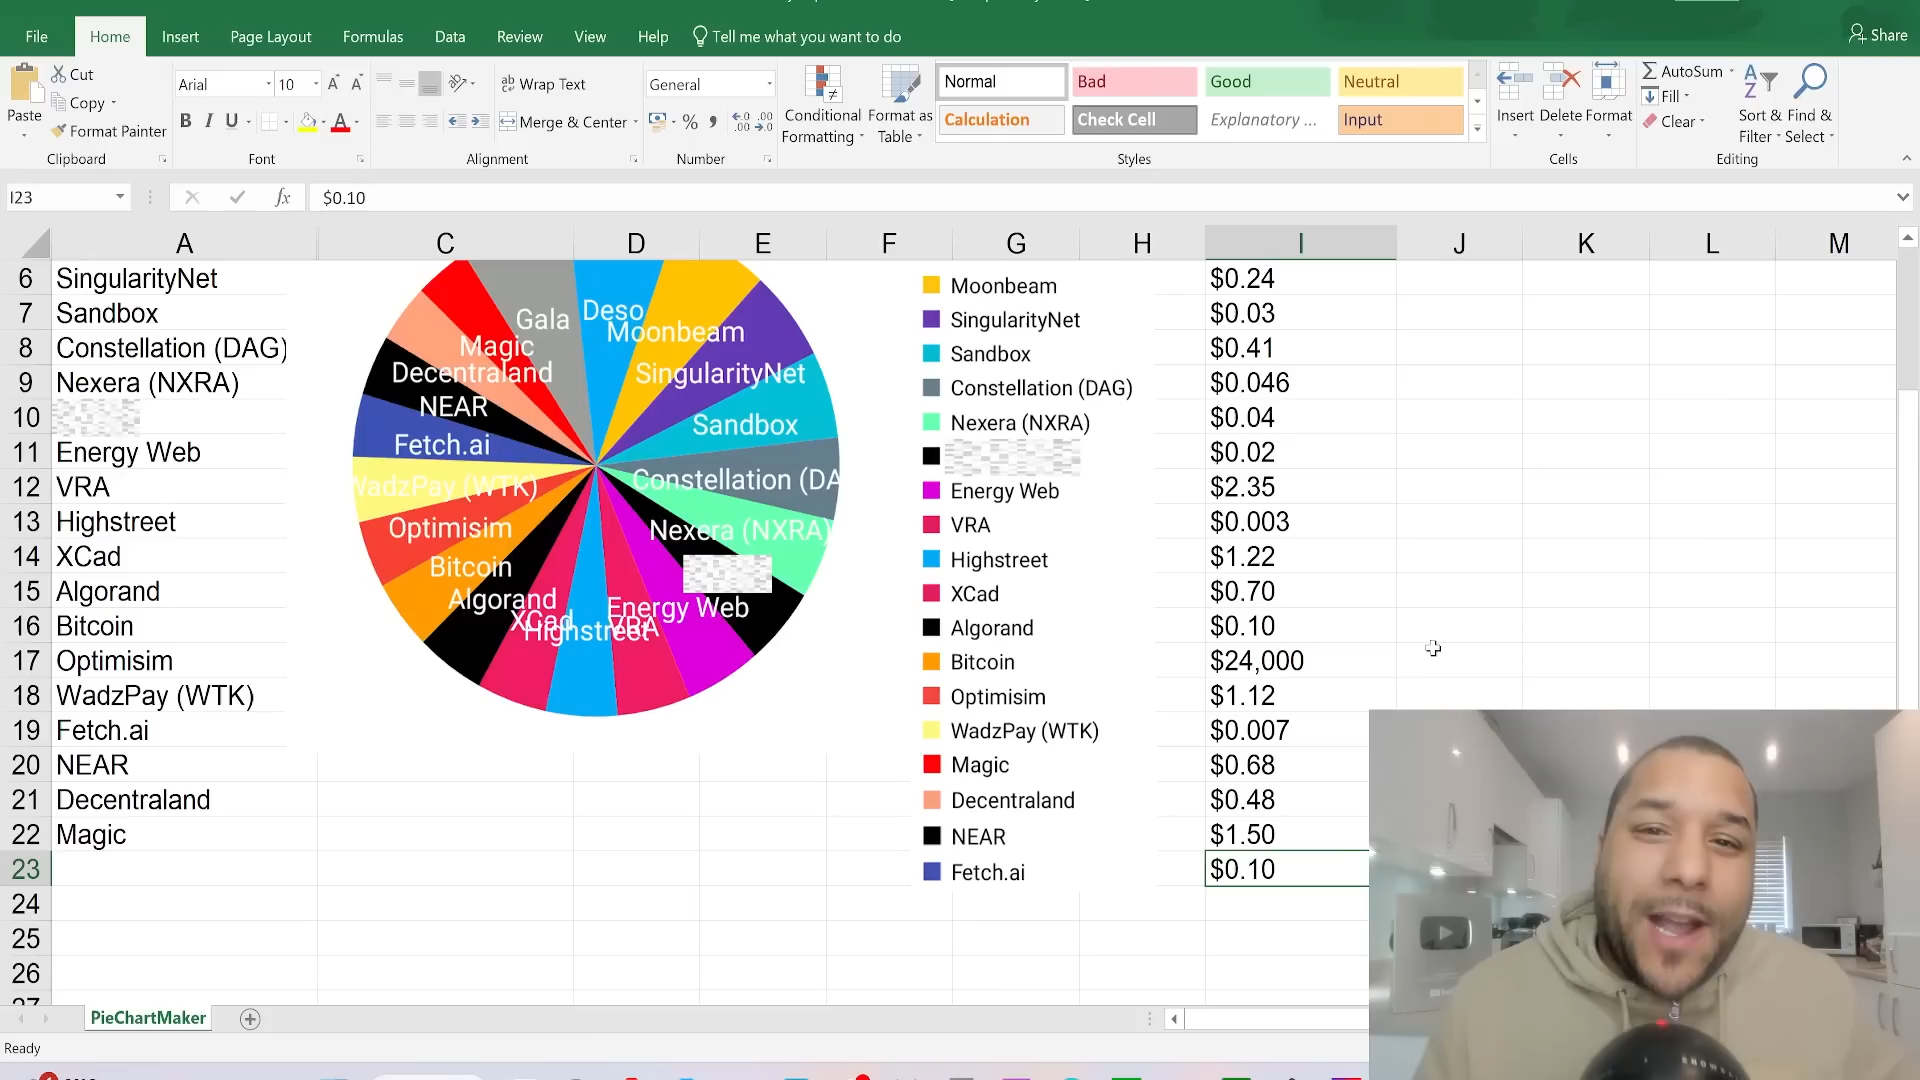 File Home Insert Page Layout Formulas Data Review View Help Tell me what you want to do Share
Cut
Copy
Format Painter
Paste
Arial 10
B I U
Wrap Text
Merge & Center
General
Conditional Formatting
Format as Table
Normal Bad Good Neutral
Calculation Check Cell Explanatory ... Input
Insert Delete Format
AutoSum
Fill
Clear
Sort & Filter
Find & Select
Clipboard Font Alignment Number Styles Cells Editing
I23 fx $0.10
A C D E F G H I J K L M
6 SingularityNet
7 Sandbox
8 Constellation (DAG)
9 Nexera (NXRA)
10
11 Energy Web
12 VRA
13 Highstreet
14 XCad
15 Algorand
16 Bitcoin
17 Optimisim
18 WadzPay (WTK)
19 Fetch.ai
20 NEAR
21 Decentraland
22 Magic
23
24
25
26
27
Gala
Deso
Moonbeam
Magic
Decentraland
SingularityNet
NEAR
Sandbox
Fetch.ai
Constellation (DA
WadzPay (WTK)
Optimisim
Nexera (NXRA)
Bitcoin
Algorand
Energy Web
XCad
VRA
Highstreet
Moonbeam
SingularityNet
Sandbox
Constellation (DAG)
Nexera (NXRA)
Energy Web
VRA
Highstreet
XCad
Algorand
Bitcoin
Optimisim
WadzPay (WTK)
Magic
Decentraland
NEAR
Fetch.ai
$0.24
$0.03
$0.41
$0.046
$0.04
$0.02
$2.35
$0.003
$1.22
$0.70
$0.10
$24,000
$1.12
$0.007
$0.68
$0.48
$1.50
$0.10
PieChartMaker
Ready